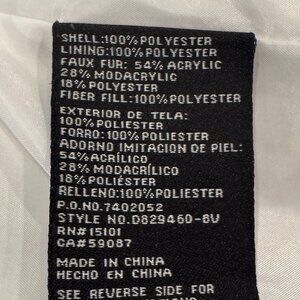 SHELL:100% POLYESTER
LINING:100% POLYESTER
FAUX FUR: 54% ACRYLIC
28% MODACRYLIC
18% POLYESTER
FIBER FILL:100% POLYESTER
EXTERIOR DE TELA:
100% POLIESTER
FORRO:100% POLIESTER
ADORNO IMITACION DE PIEL:
54% ACRÍLICO
28% MODACRÍLICO
18% POLIÉSTER
RELLENO:100% POLIESTER
P.O.NO.7402052
STYLE NO.D829460-8V
RN#15101
CA#59087
MADE IN CHINA
HECHO EN CHINA
SEE REVERSE SIDE FOR